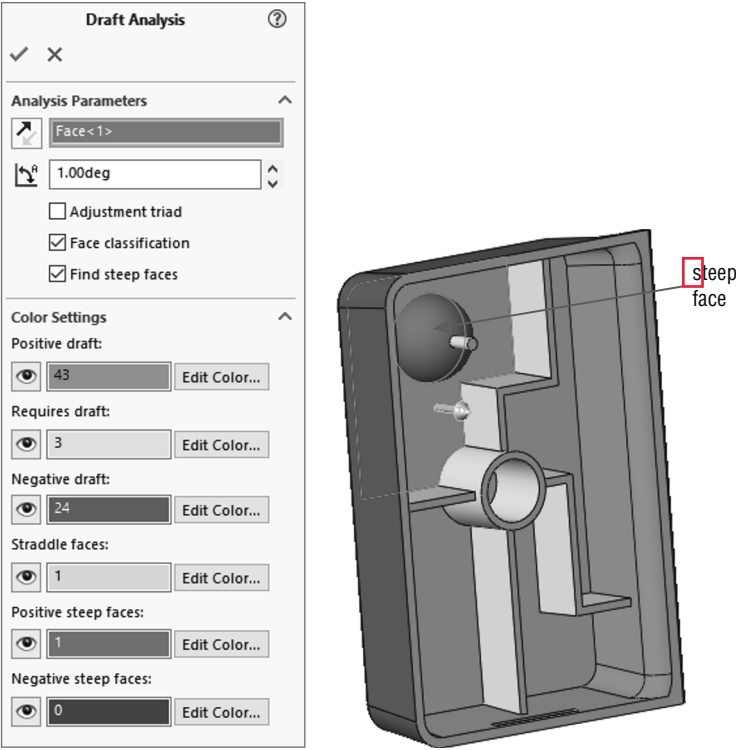 Draft Analysis
?
Analysis Parameters
Face<1>
A
1.00deg
Adjustment triad
Face classification
Find steep faces
Color Settings
Positive draft:
43 Edit Color...
Requires draft:
3 Edit Color...
Negative draft:
24 Edit Color...
Straddle faces:
1 Edit Color...
Positive steep faces:
1 Edit Color...
Negative steep faces:
0 Edit Color...
steep
face